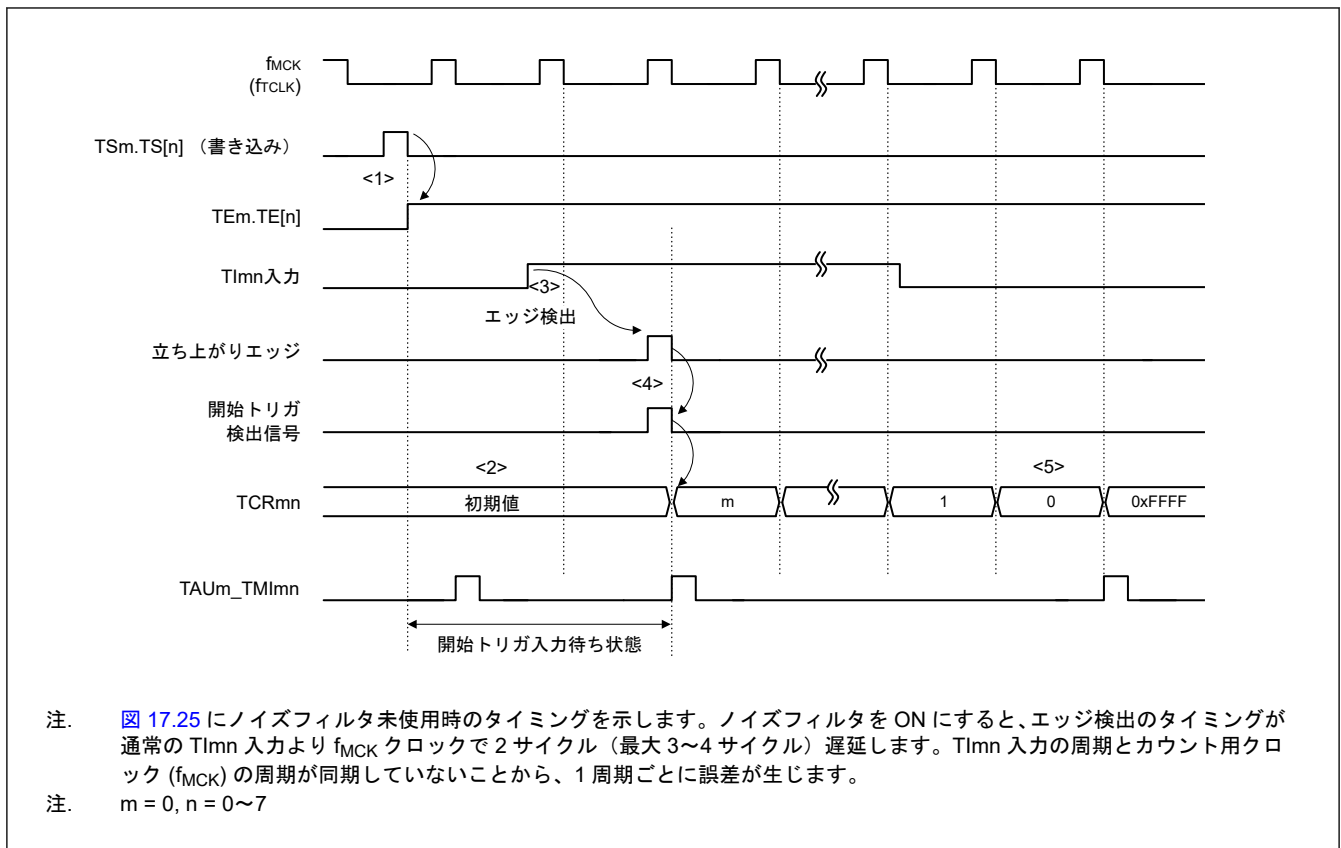 fMCK
(fTCLK)
TSm.TS[n] （書き込み）
<1>
TEm.TE[n]
TImn入力
<3>
エッジ検出
立ち上がりエッジ
<4>
開始トリガ
検出信号
<2>
<5>
TCRmn
初期値
m
1
0
0xFFFF
TAUm_TMImn
開始トリガ入力待ち状態
注. 図 17.25 にノイズフィルタ未使用時のタイミングを示します。ノイズフィルタを ON にすると、エッジ検出のタイミングが
通常の TImn 入力より fMCK クロックで 2 サイクル（最大 3～4 サイクル）遅延します。TImn 入力の周期とカウント用クロ
ック (fMCK) の周期が同期していないことから、1 周期ごとに誤差が生じます。
注. m = 0, n = 0～7